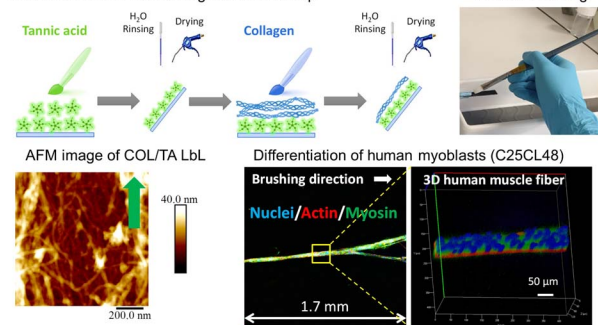 Tannic acid
H₂O
Rinsing
Drying
Collagen
H₂O
Rinsing
Drying
AFM image of COL/TA LbL
40.0 nm
200.0 nm
Differentiation of human myoblasts (C25CL48)
Brushing direction
Nuclei/Actin/Myosin
1.7 mm
3D human muscle fiber
50 µm